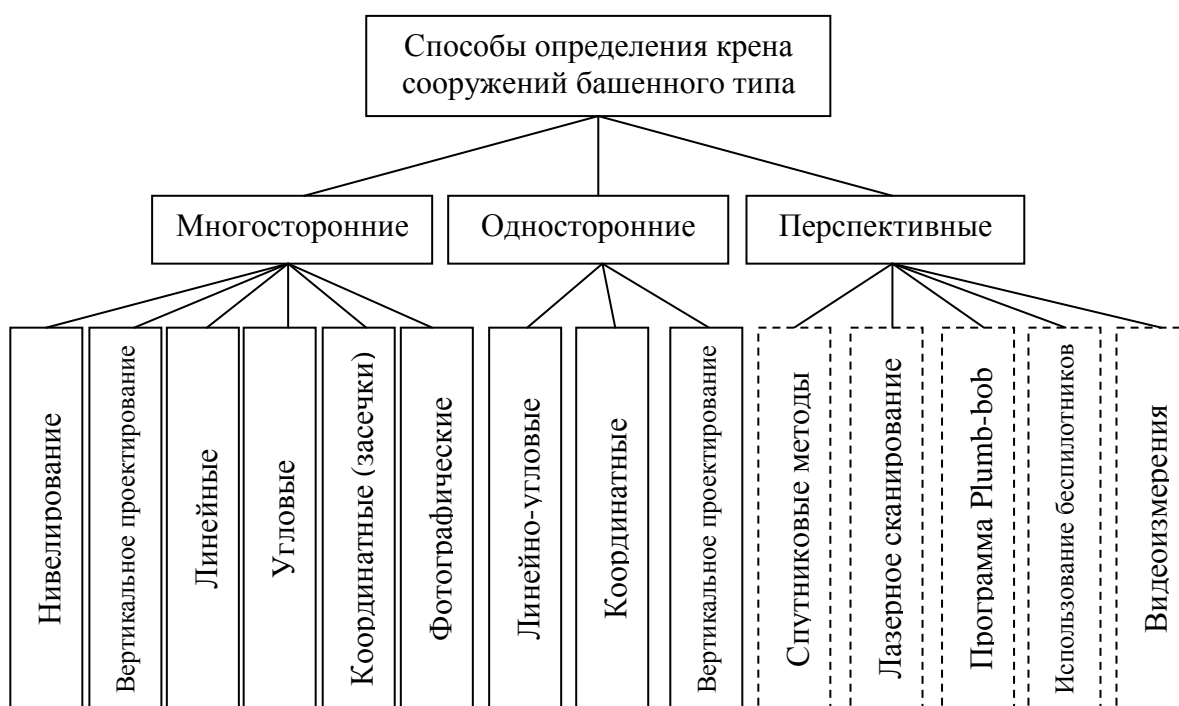 Способы определения крена
сооружений башенного типа
Многосторонние
Односторонние
Перспективные
Нивелирование
Вертикальное проектирование
Линейные
Угловые
Координатные (засечки)
Фотографические
Линейно-угловые
Координатные
Вертикальное проектирование
Спутниковые методы
Лазерное сканирование
Программа Plumb-bob
Использование беспилотников
Видеоизмерения